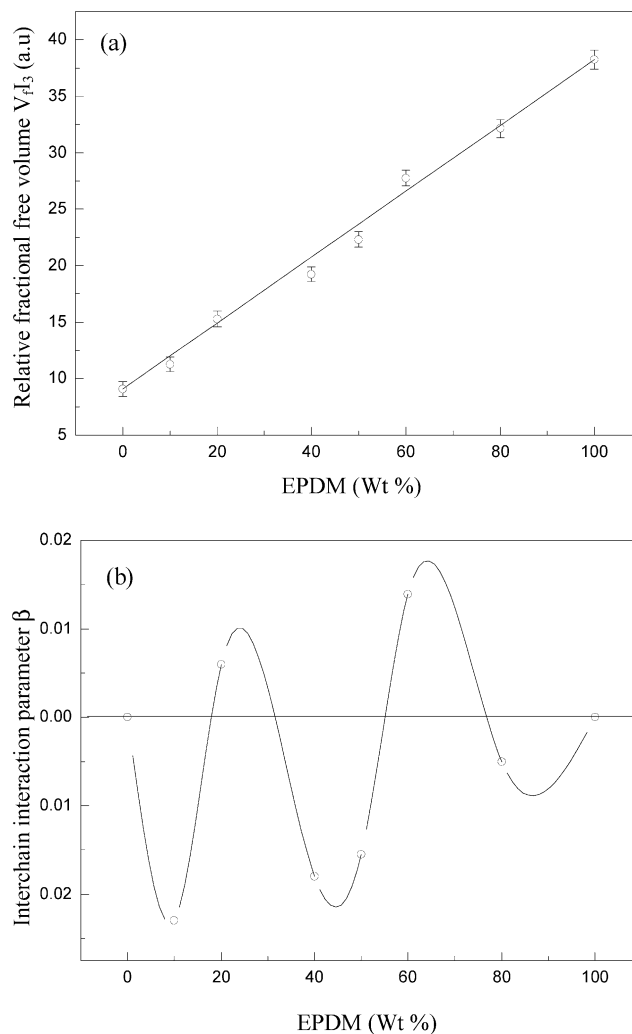 (a)
Relative fractional free volume VfI3 (a.u)
40
35
30
25
20
15
10
5
0 20 40 60 80 100
EPDM (Wt %)
(b)
Interchain interaction parameter β
0.02
0.01
0.00
0.01
0.02
0 20 40 60 80 100
EPDM (Wt %)